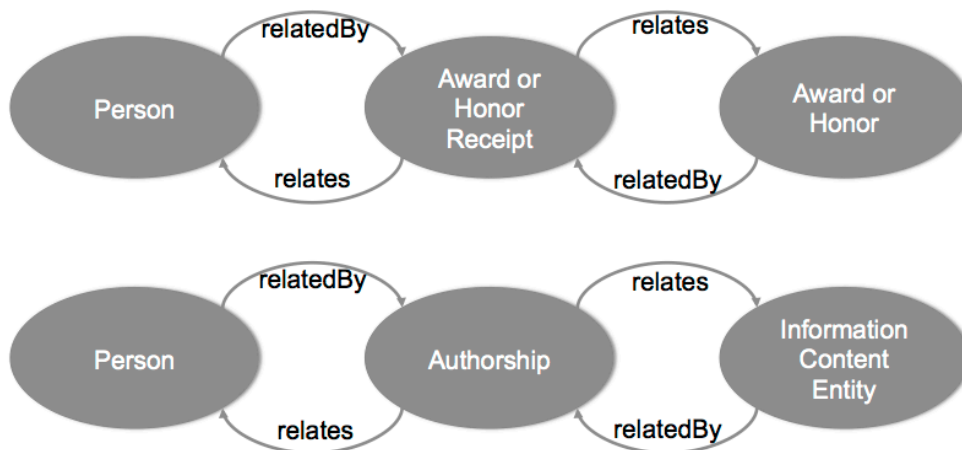 relatedBy
relates
Person
Award or
Honor
Receipt
Award or
Honor
relates
relatedBy
relatedBy
relates
Person
Authorship
Information
Content
Entity
relates
relatedBy